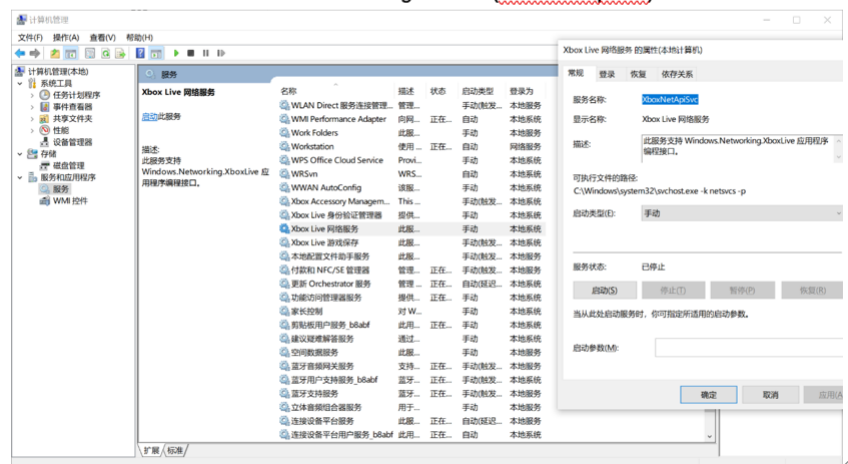 计算机管理
文件(F) 操作(A) 查看(V) 帮助(H)
计算机管理(本地)
系统工具
任务计划程序
事件查看器
共享文件夹
性能
设备管理器
存储
磁盘管理
服务和应用程序
服务
WMI 控件
服务
Xbox Live 网络服务
启动此服务
描述:
此服务支持
Windows.Networking.XboxLive 应
用程序编程接口。
名称 描述 状态 启动类型 登录为
WLAN Direct 服务连接管理... 管理... 手动(触发... 本地服务
WMI Performance Adapter 向网... 正在... 自动 本地系统
Work Folders 此服... 手动 本地服务
Workstation 使用 ... 正在... 自动 网络服务
WPS Office Cloud Service Provi... 手动 本地系统
WRSvn WRS... 自动 本地系统
WWAN AutoConfig 该服... 手动 本地系统
Xbox Accessory Managem... This ... 手动(触发... 本地系统
Xbox Live 身份验证管理器 提供... 手动 本地系统
Xbox Live 网络服务 此服... 手动 本地系统
Xbox Live 游戏保存 此服... 手动(触发... 本地系统
本地配置文件助手服务 此服... 手动(触发... 本地服务
付款和 NFC/SE 管理器 管理... 正在... 手动(触发... 本地服务
更新 Orchestrator 服务 管理 ... 正在... 自动(延迟... 本地系统
功能访问管理器服务 提供... 正在... 手动 本地系统
家长控制 对 W... 手动 本地系统
剪贴板用户服务_b8abf 此用... 正在... 手动 本地系统
建议疑难解答服务 通过... 手动 本地系统
空间数据服务 此服... 手动 本地服务
蓝牙音频网关服务 支持... 正在... 手动(触发... 本地服务
蓝牙用户支持服务_b8abf 蓝牙... 正在... 手动(触发... 本地系统
蓝牙支持服务 蓝牙... 正在... 手动(触发... 本地服务
立体音频组合器服务 用于... 手动 本地服务
连接设备平台服务 此服... 正在... 自动(延迟... 本地服务
连接设备平台用户服务_b8abf 此用... 正在... 自动 本地系统
扩展 标准
Xbox Live 网络服务 的属性(本地计算机)
常规 登录 恢复 依存关系
服务名称: XboxNetApiSvc
显示名称: Xbox Live 网络服务
描述: 此服务支持 Windows.Networking.XboxLive 应用程序
编程接口。
可执行文件的路径:
C:\Windows\system32\svchost.exe -k netsvcs -p
启动类型(E): 手动
服务状态: 已停止
启动(S) 停止(T) 暂停(P) 恢复(R)
当从此处启动服务时，你可指定所适用的启动参数。
启动参数(M):
确定 取消 应用(A